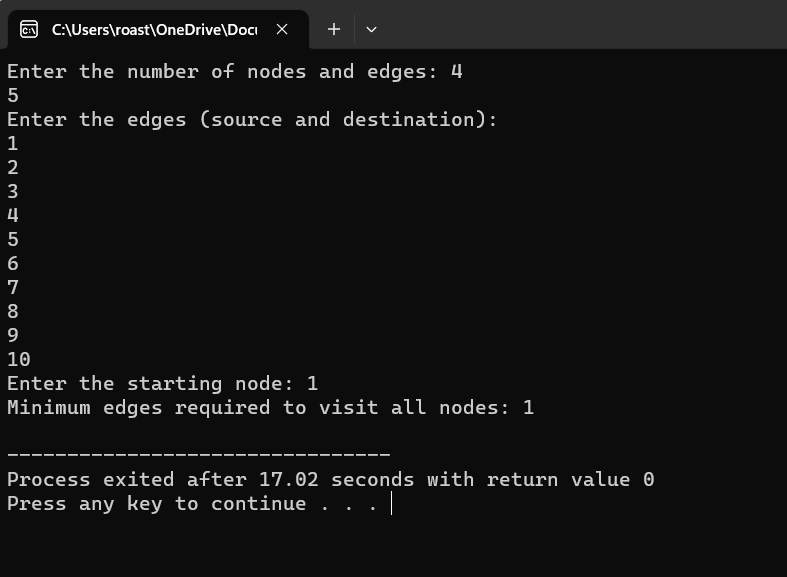 C:\Users\roast\OneDrive\Docu
Enter the number of nodes and edges: 4
5
Enter the edges (source and destination):
1
2
3
4
5
6
7
8
9
10
Enter the starting node: 1
Minimum edges required to visit all nodes: 1
--------------------------------
Process exited after 17.02 seconds with return value 0
Press any key to continue . . .